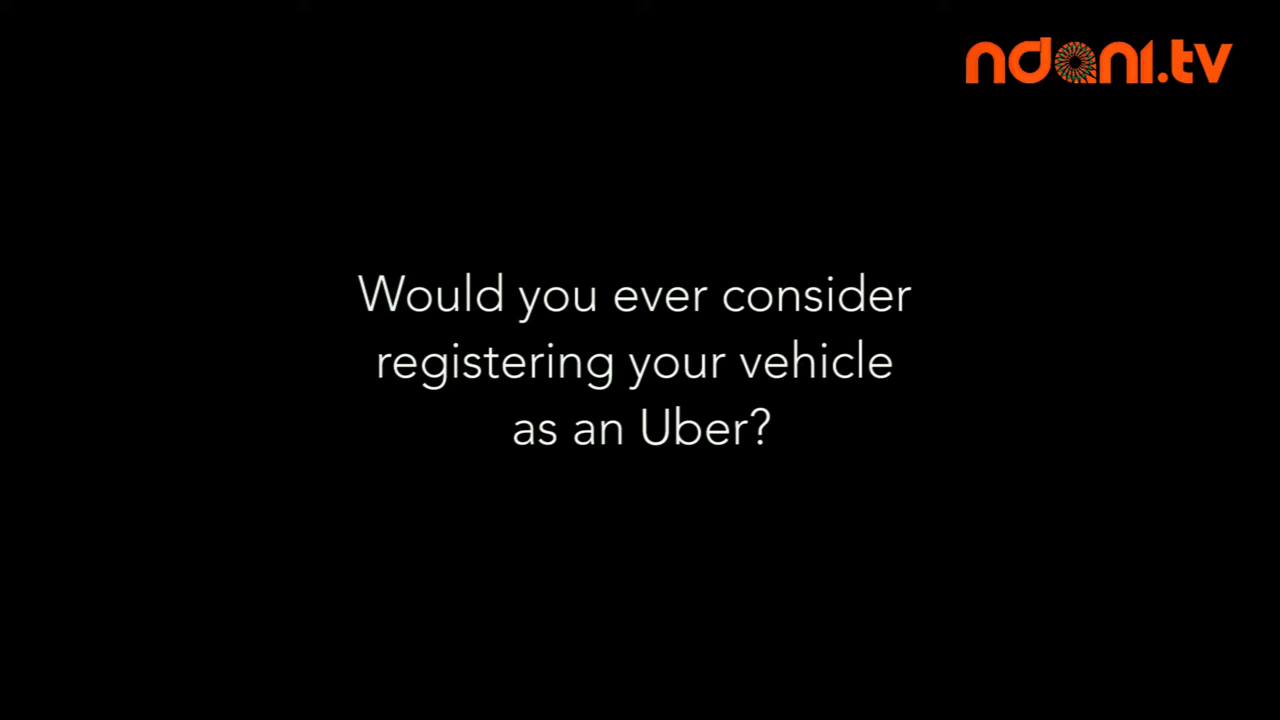 ndani.tv
Would you ever consider
registering your vehicle
as an Uber?